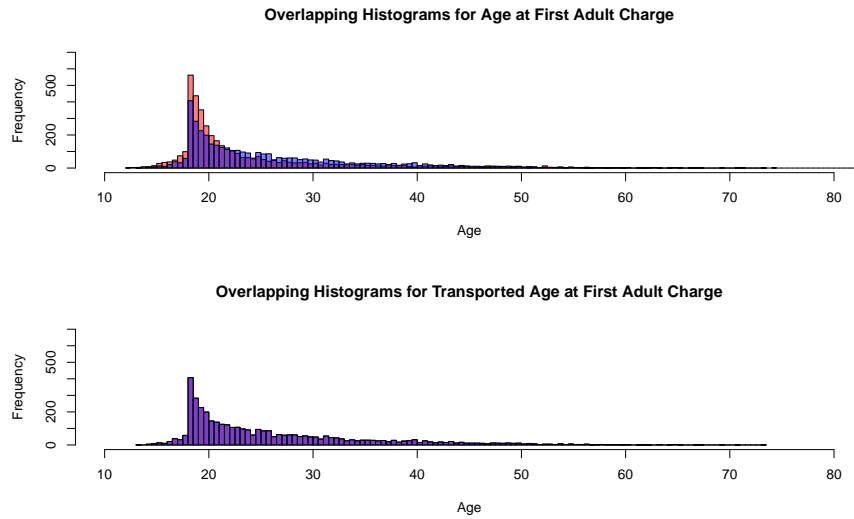 Overlapping Histograms for Age at First Adult Charge
Frequency
0 200 500
10 20 30 40 50 60 70 80
Age
Overlapping Histograms for Transported Age at First Adult Charge
Frequency
0 200 500
10 20 30 40 50 60 70 80
Age